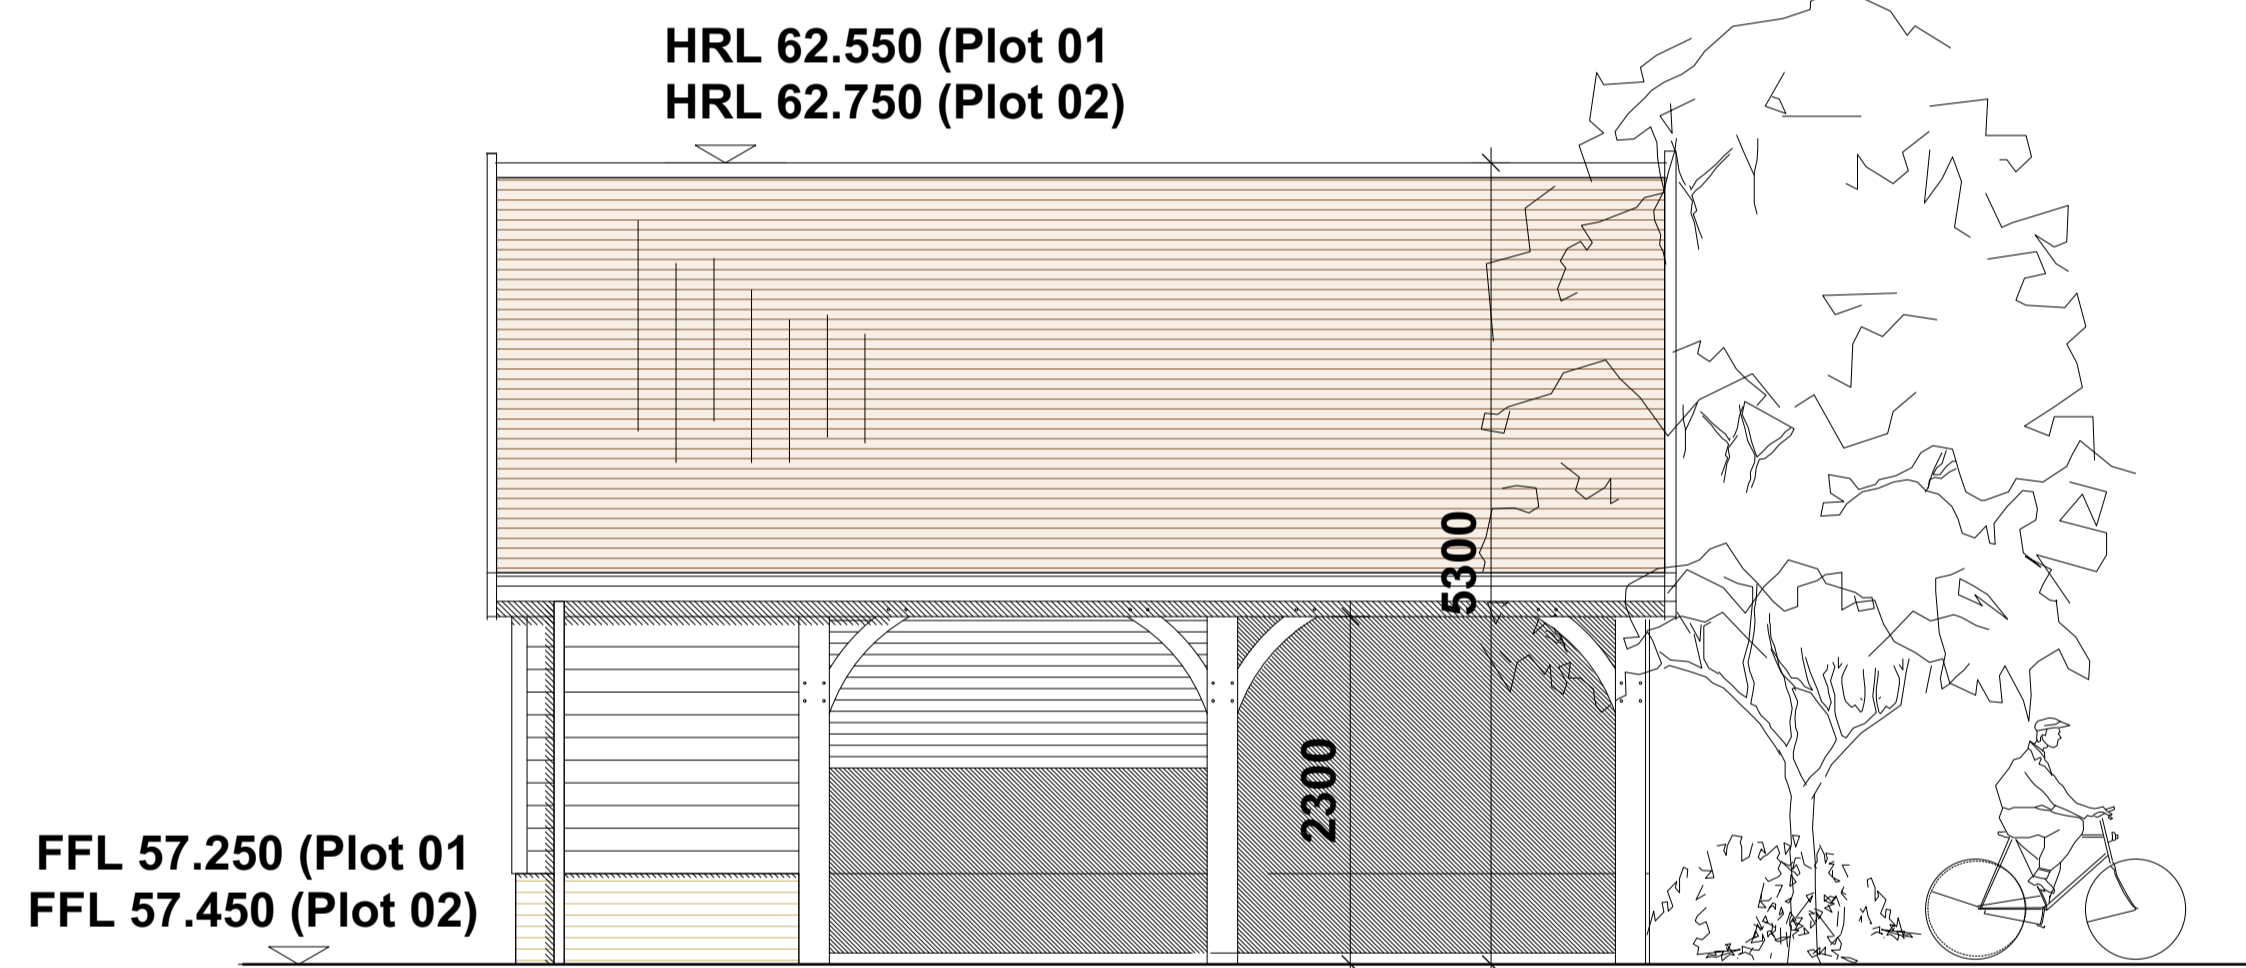 HRL 62.550 (Plot 01
HRL 62.750 (Plot 02)
5300
2300
FFL 57.250 (Plot 01
FFL 57.450 (Plot 02)